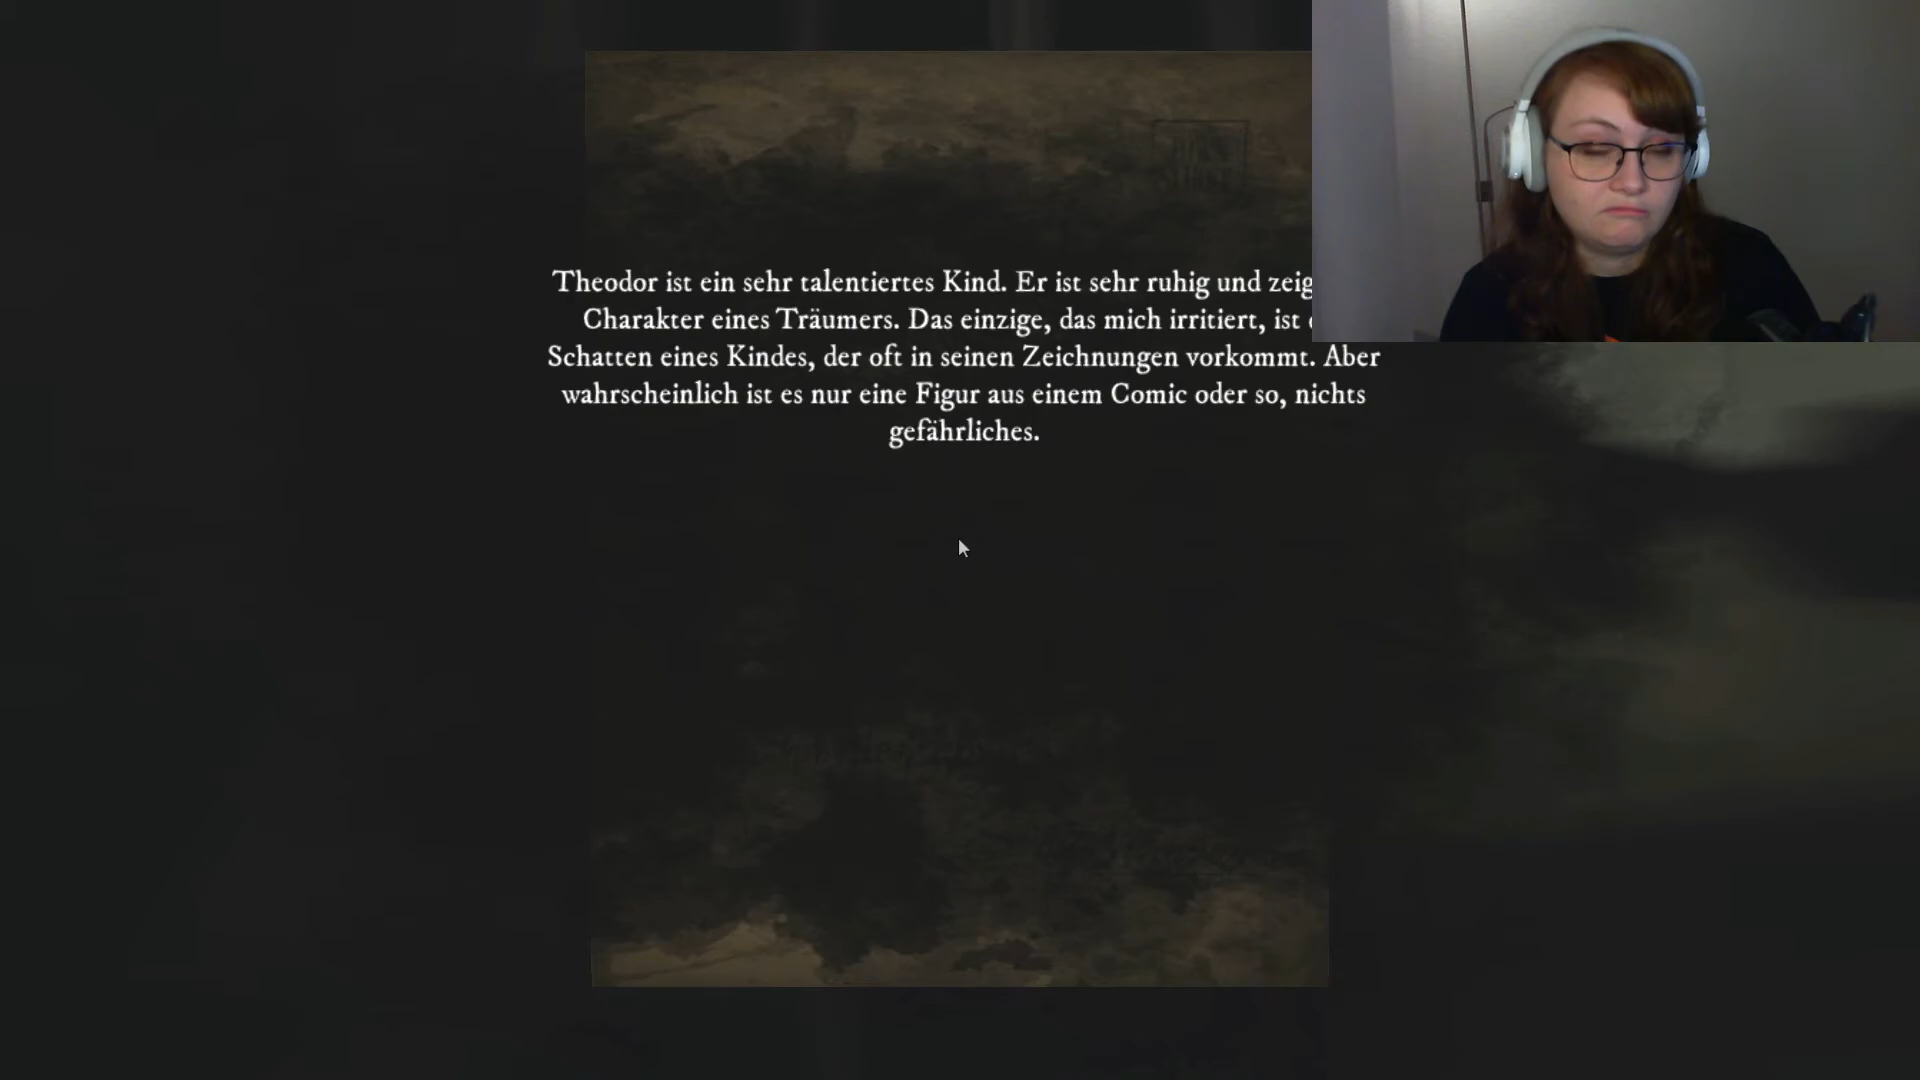 Theodor ist ein sehr talentiertes Kind. Er ist sehr ruhig und
Charakter eines Träumers. Das einzige, das mich irritiert, ist
Schatten eines Kindes, der oft in seinen Zeichnungen vorkommt. Aber
wahrscheinlich ist es nur eine Figur aus einem Comic oder so, nichts
gefährliches.